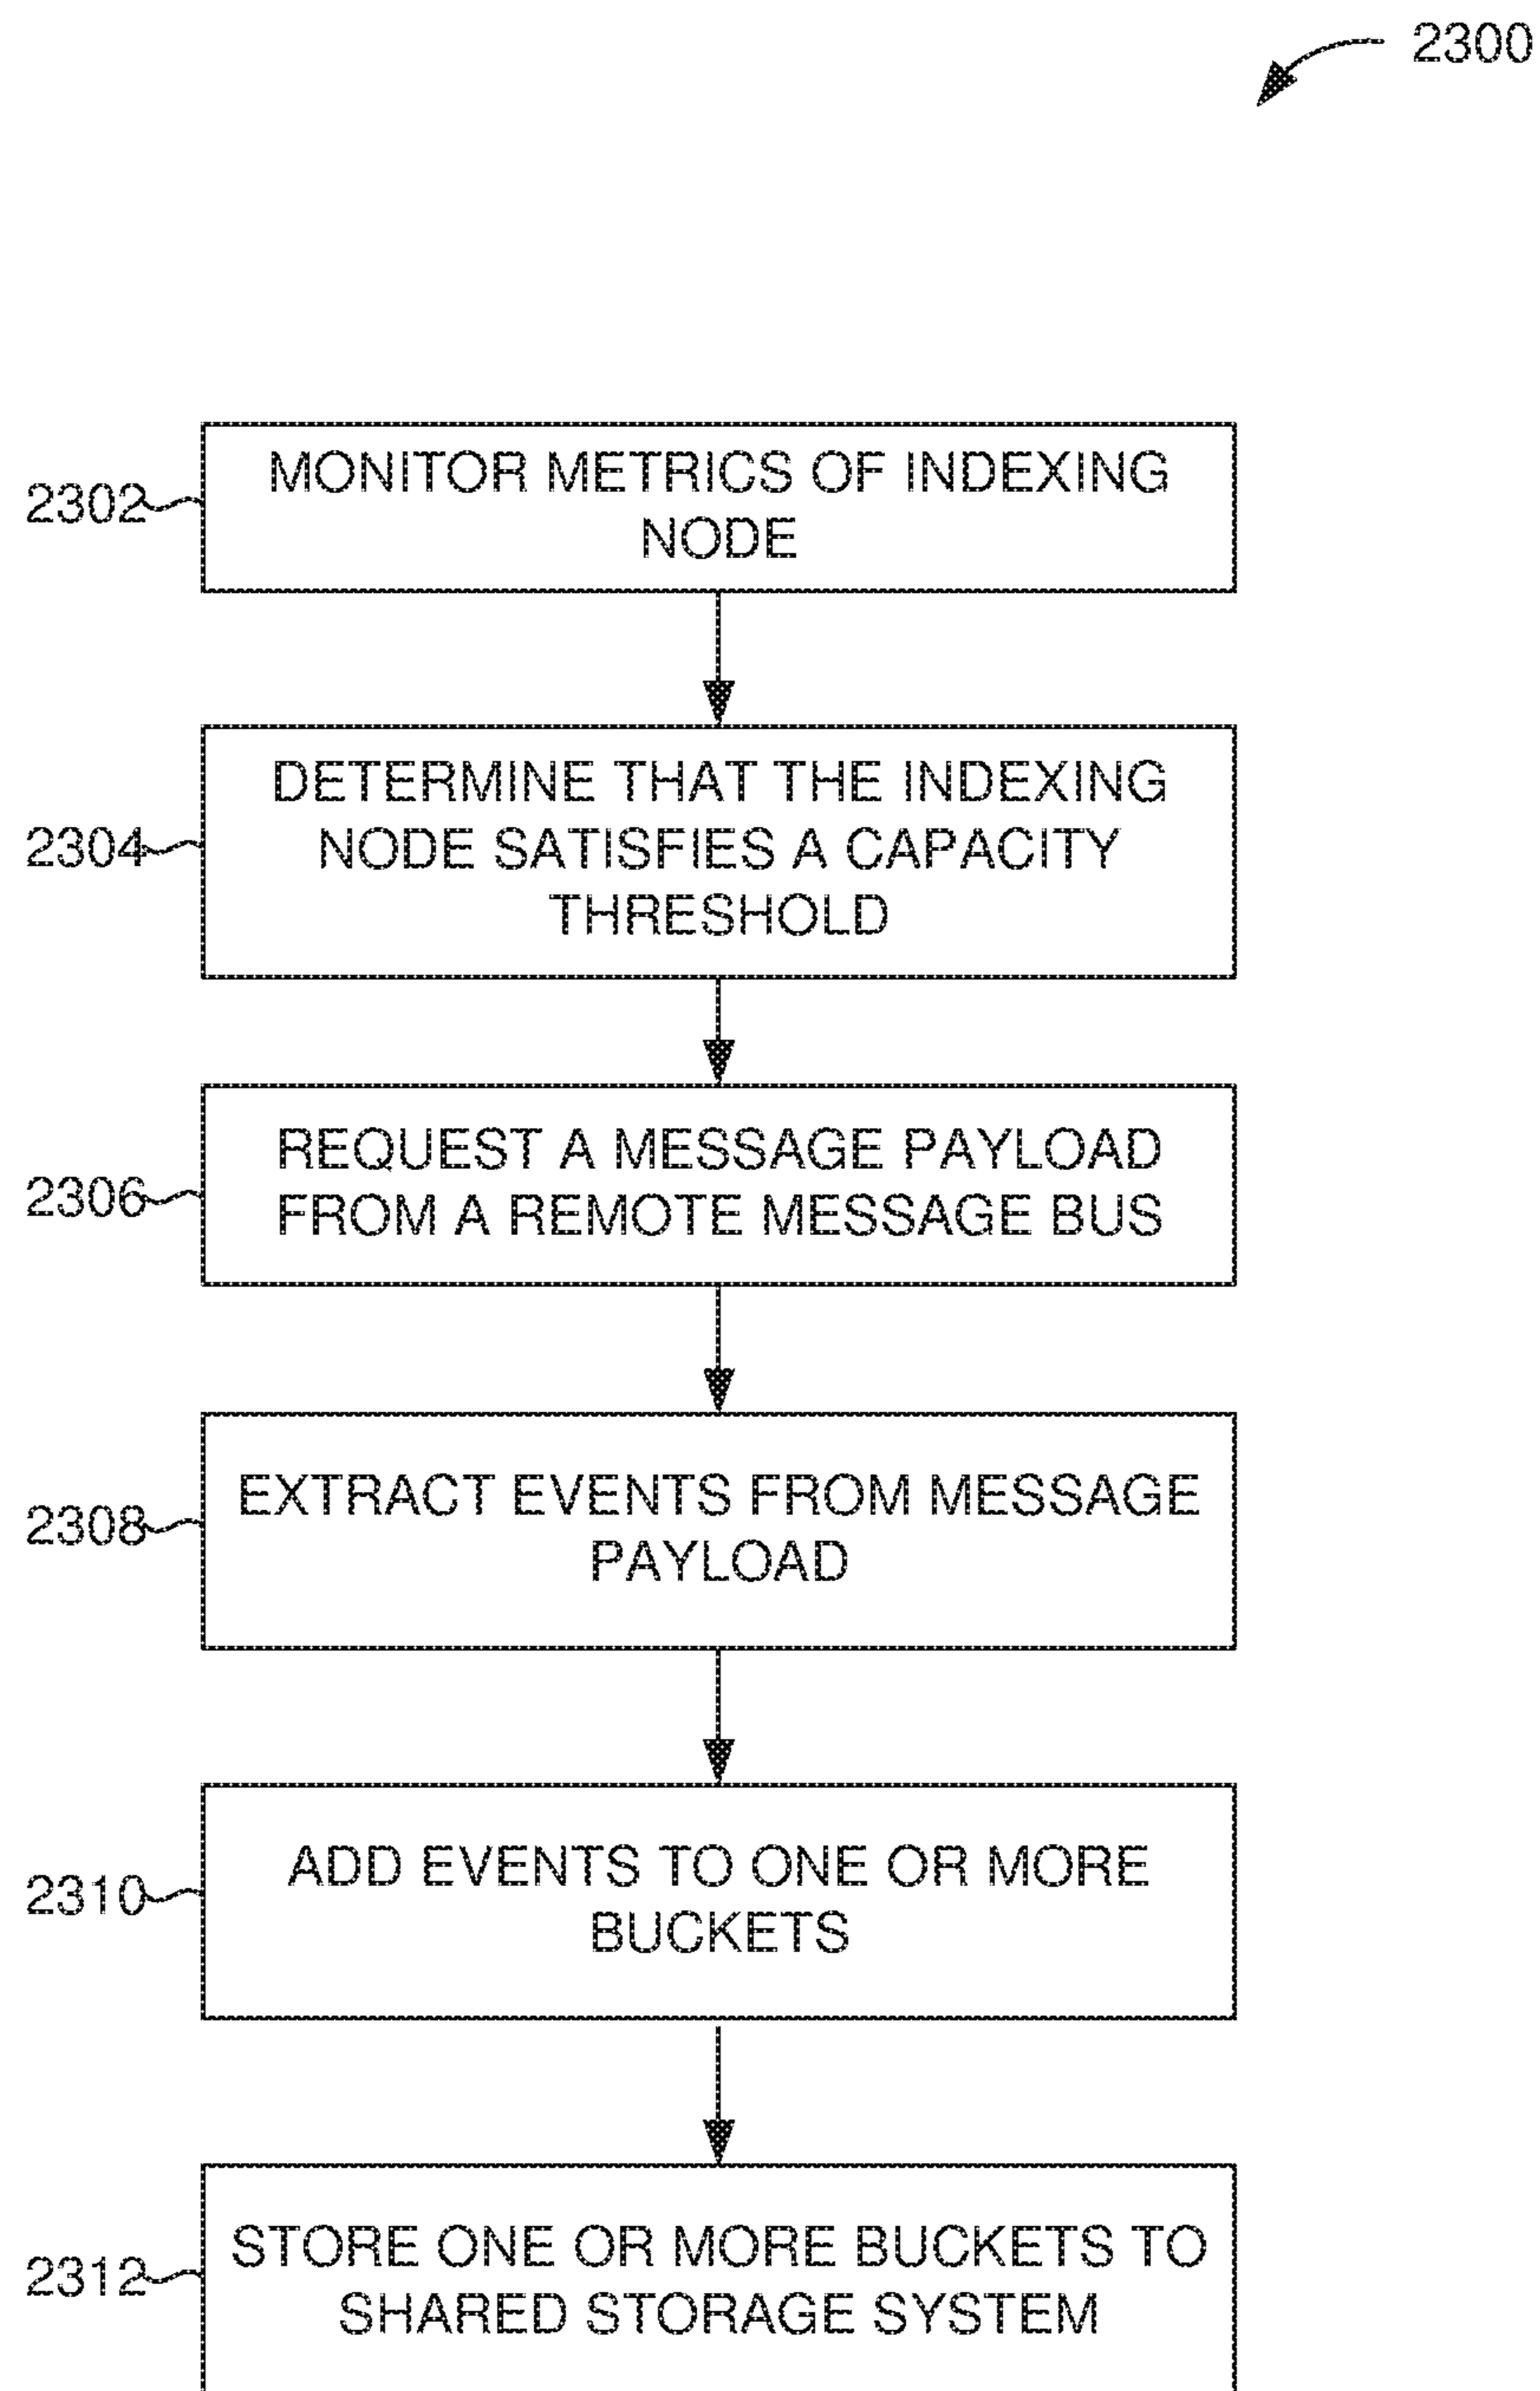 2300
2302
MONITOR METRICS OF INDEXING
NODE
2304
DETERMINE THAT THE INDEXING
NODE SATISFIES A CAPACITY
THRESHOLD
2306
REQUEST A MESSAGE PAYLOAD
FROM A REMOTE MESSAGE BUS
2308
EXTRACT EVENTS FROM MESSAGE
PAYLOAD
2310
ADD EVENTS TO ONE OR MORE
BUCKETS
2312
STORE ONE OR MORE BUCKETS TO
SHARED STORAGE SYSTEM